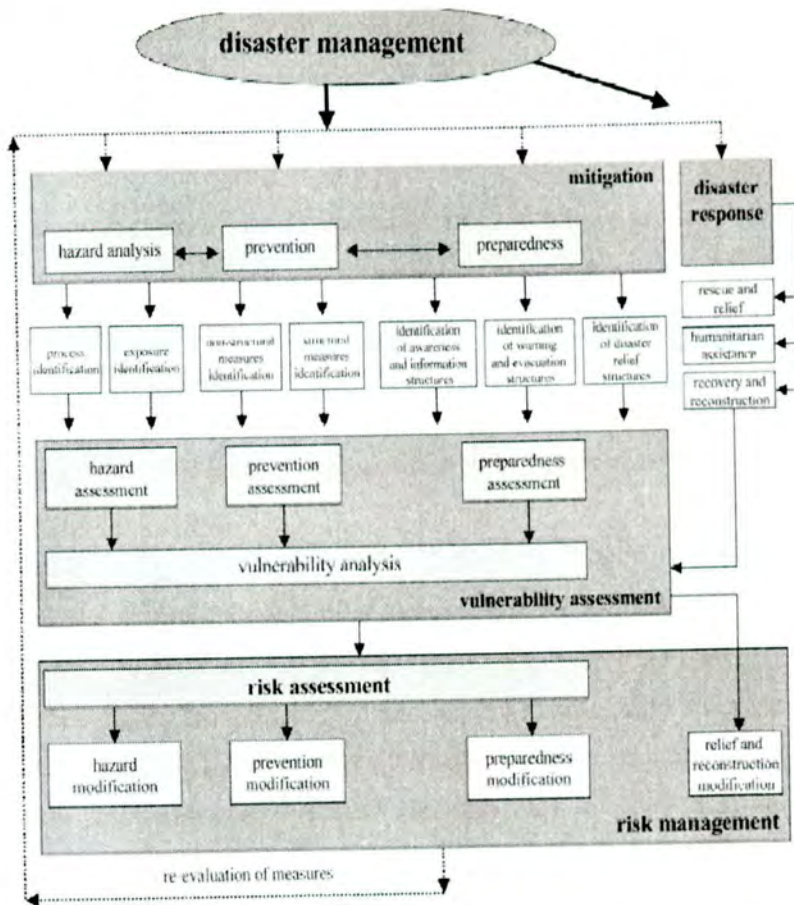 disaster management
mitigation
disaster
response
hazard analysis
prevention
preparedness
rescue and
relief
humanitarian
assistance
recovery and
reconstruction
process
identification
exposure
identification
non-structural
measures
identification
structural
measures
identification
identification
of awareness
and information
structures
identification
of warning
and evacuation
structures
identification
of disaster
relief
structures
hazard
assessment
prevention
assessment
preparedness
assessment
vulnerability analysis
vulnerability assessment
risk assessment
hazard
modification
prevention
modification
preparedness
modification
relief and
reconstruction
modification
risk management
re-evaluation of measures